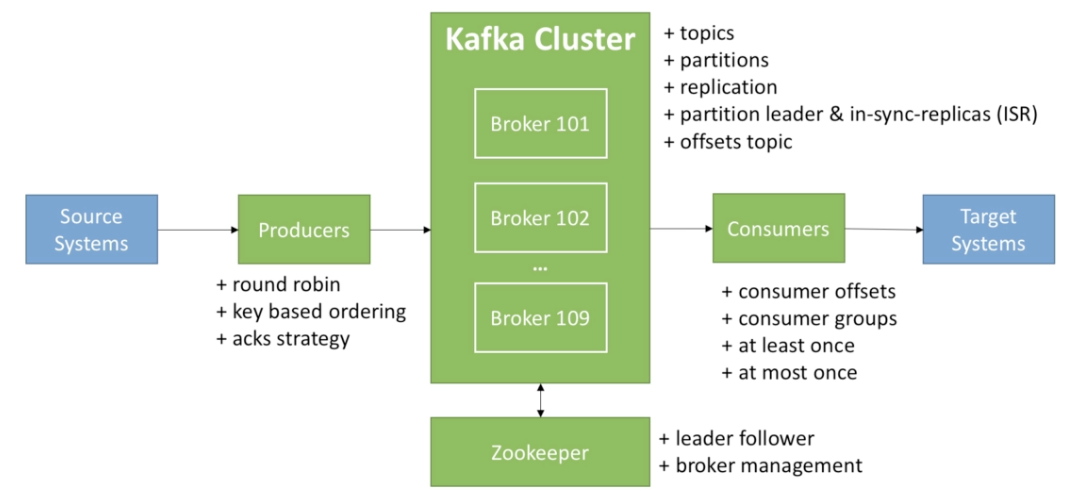 Kafka Cluster
Broker 101
Broker 102
...
Broker 109
+ topics
+ partitions
+ replication
+ partition leader & in-sync-replicas (ISR)
+ offsets topic
Source
Systems
Producers
+ round robin
+ key based ordering
+ acks strategy
Consumers
+ consumer offsets
+ consumer groups
+ at least once
+ at most once
Target
Systems
Zookeeper
+ leader follower
+ broker management